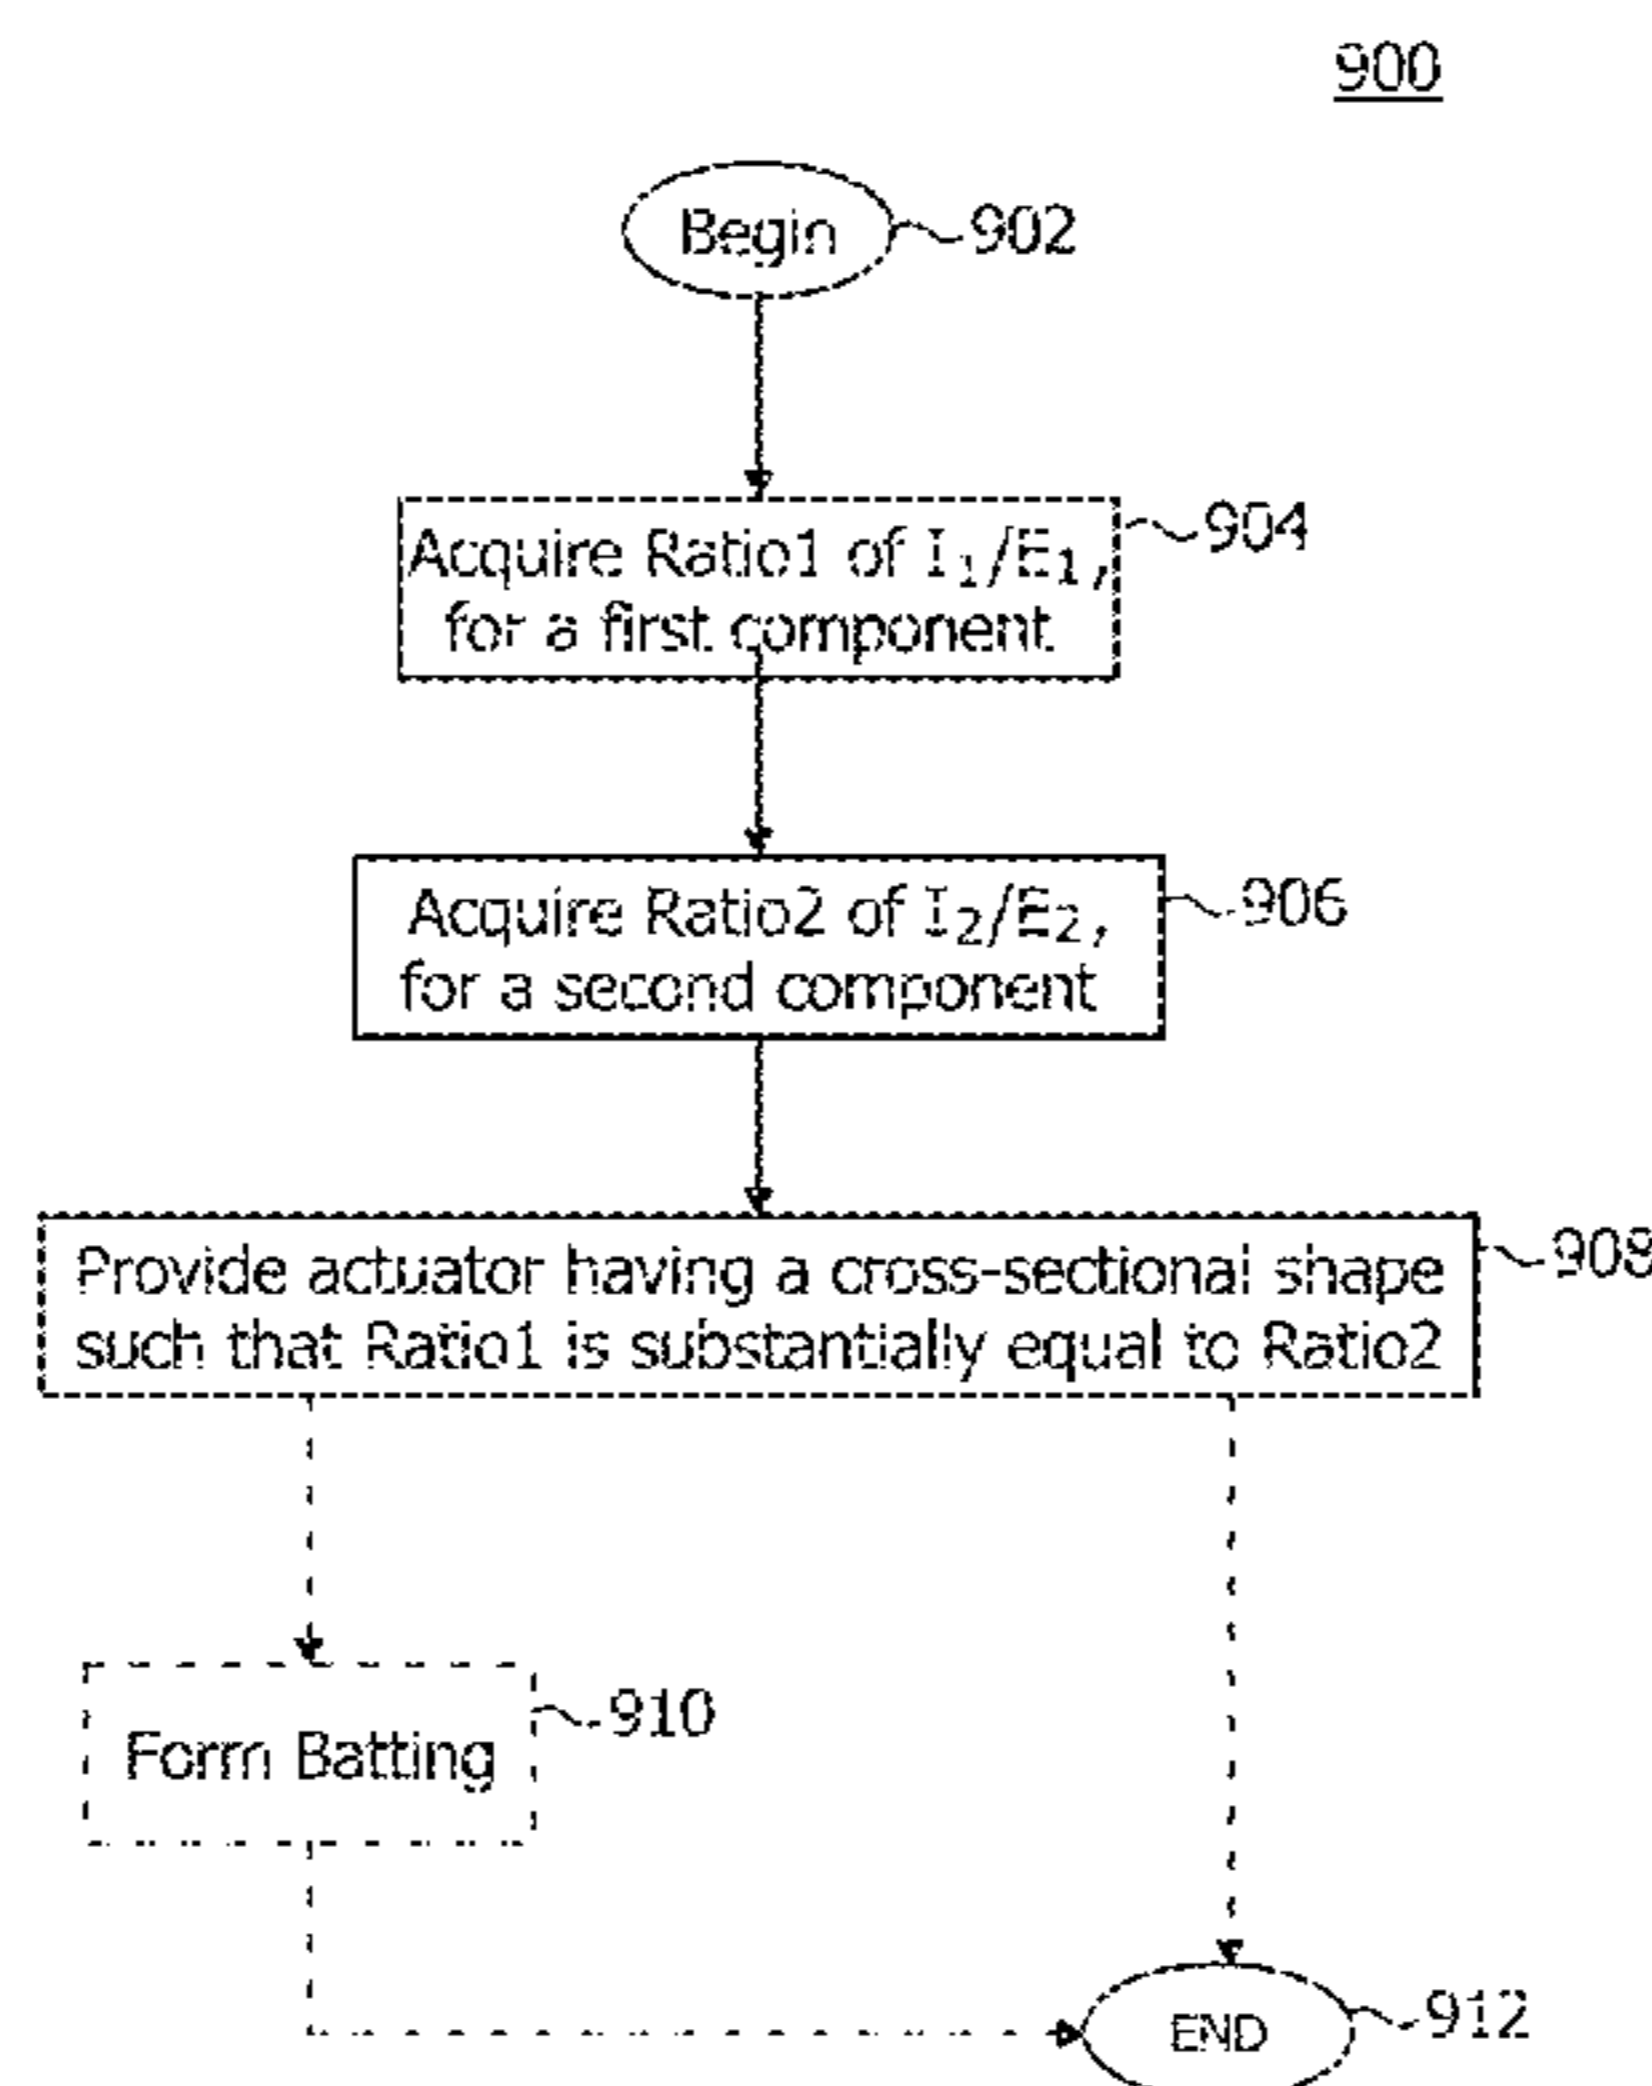 900
Begin
902
Acquire Ratio1 of I₁/E₁,
for a first component
904
Acquire Ratio2 of I₂/E₂,
for a second component
906
Provide actuator having a cross-sectional shape
such that Ratio1 is substantially equal to Ratio2
908
Form Batting
910
END
912